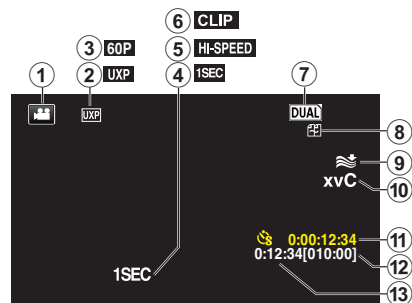 6 CLIP
3 60P 5 HI-SPEED
1 2 UXP 4 1SEC 7
UXP DUAL
8
9
xvC 10
S 0:00:12:34 11
0:12:34[010:00] 12
1SEC
13